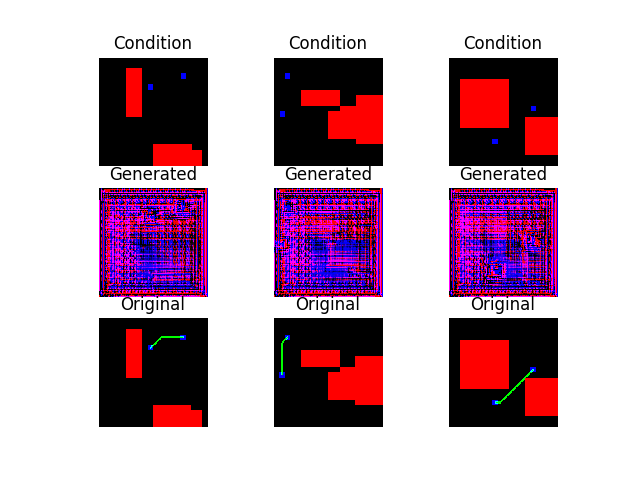 Condition Condition Condition
Generated Generated Generated
Original Original Original